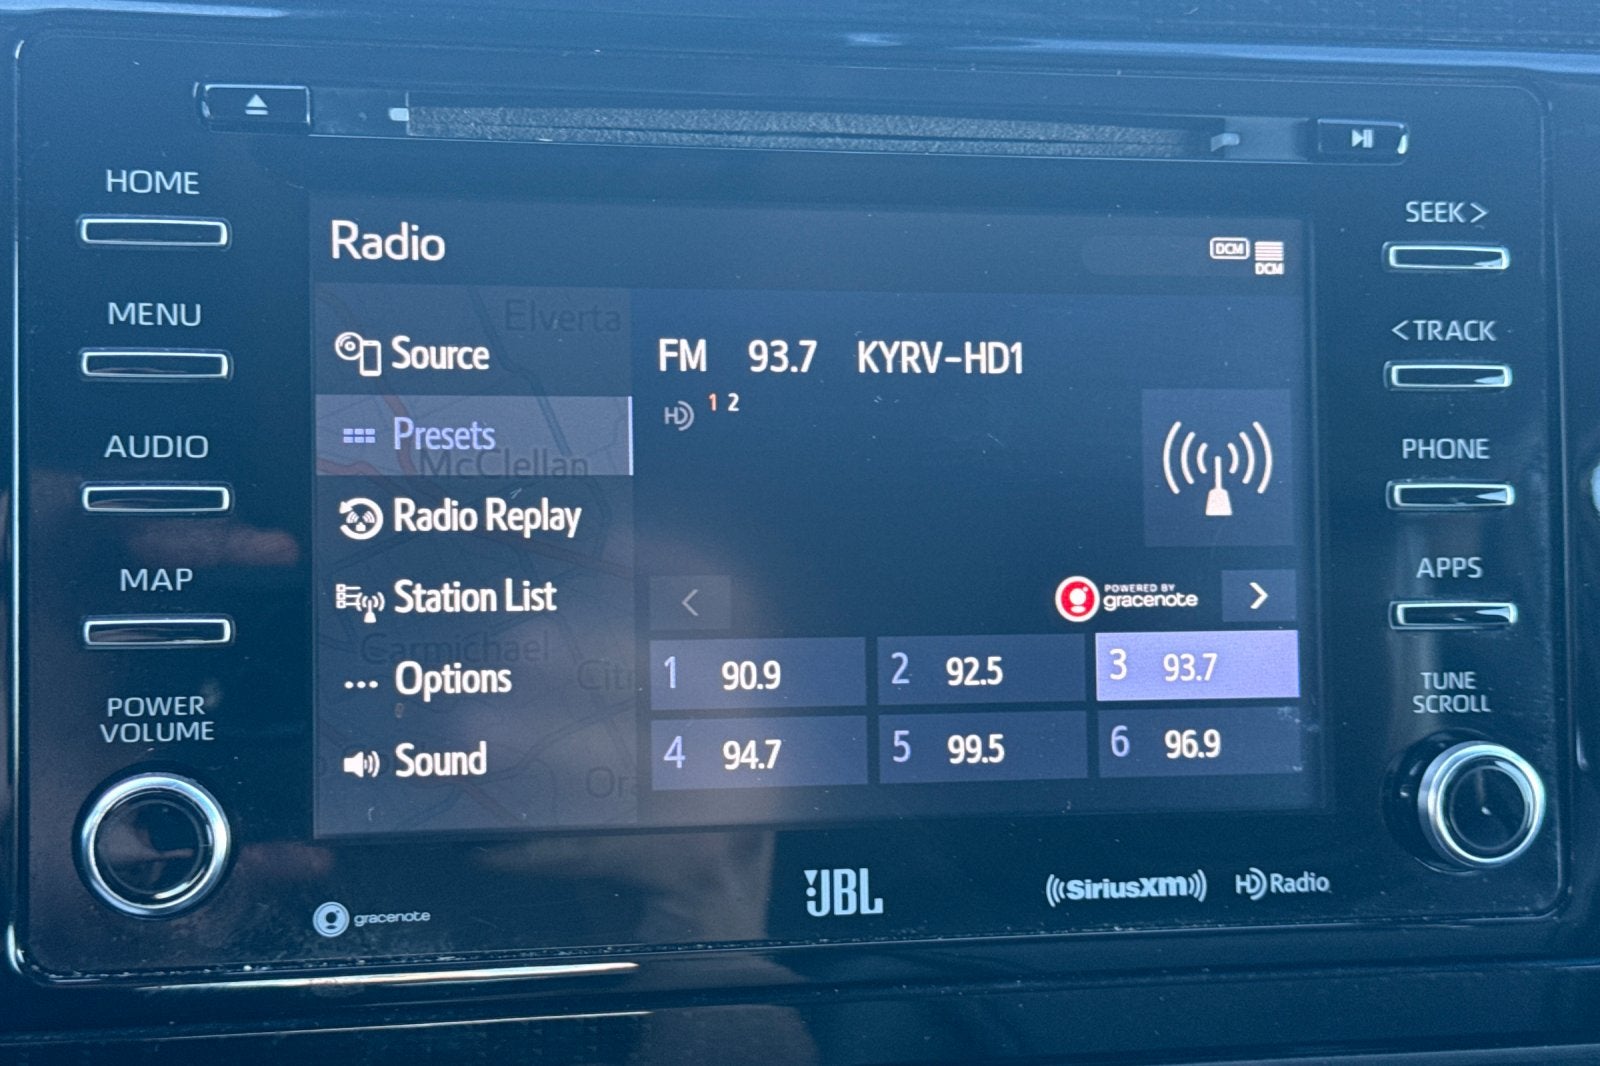 HOME
MENU
AUDIO
MAP
POWER
VOLUME
Radio
DCM
DCM
Elverta
Source
Presets
McClellan
Radio Replay
Station List
Carmichael
Options
Sound
FM 93.7 KYRV-HD1
HD 1 2
POWERED BY
gracenote
1 90.9
2 92.5
3 93.7
4 94.7
5 99.5
6 96.9
SEEK >
< TRACK
PHONE
APPS
TUNE
SCROLL
gracenote
JBL
SiriusXM
HD Radio